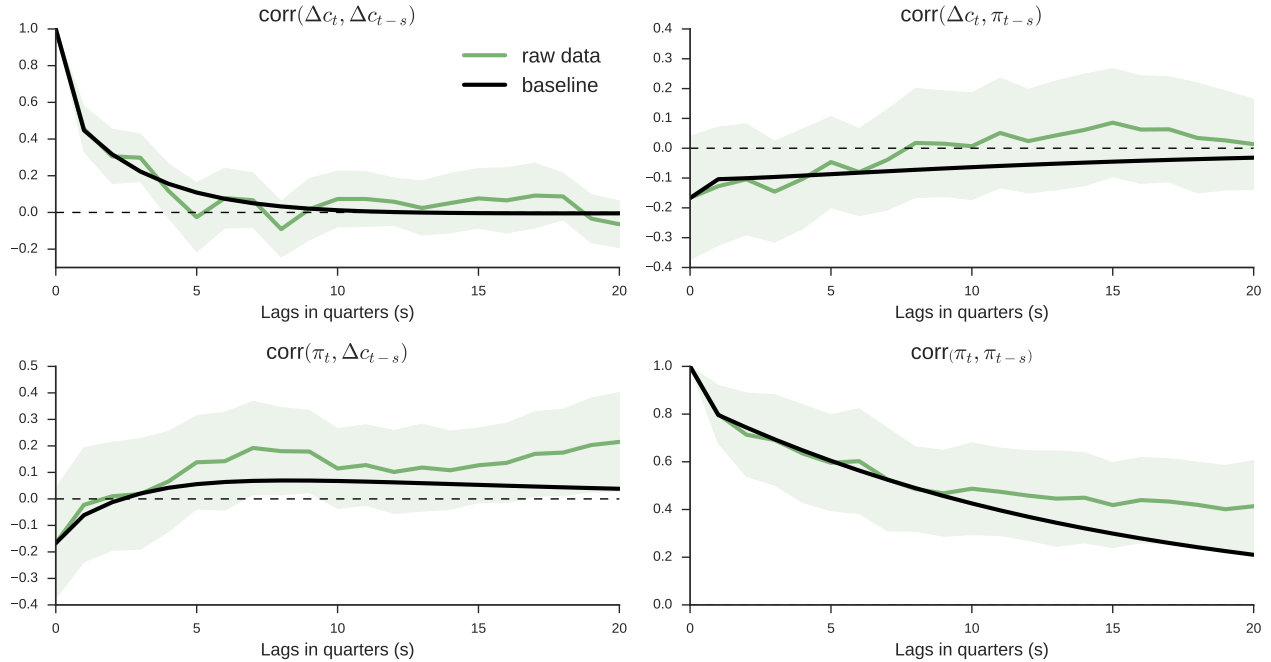 corr(Δc_t, Δc_{t−s})
1.0
0.8
0.6
0.4
0.2
0.0
−0.2
raw data
baseline
0 5 10 15 20
Lags in quarters (s)
corr(Δc_t, π_{t−s})
0.4
0.3
0.2
0.1
0.0
−0.1
−0.2
−0.3
−0.4
0 5 10 15 20
Lags in quarters (s)
corr(π_t, Δc_{t−s})
0.5
0.4
0.3
0.2
0.1
0.0
−0.1
−0.2
−0.3
−0.4
0 5 10 15 20
Lags in quarters (s)
corr(π_t, π_{t−s})
1.0
0.8
0.6
0.4
0.2
0.0
0 5 10 15 20
Lags in quarters (s)